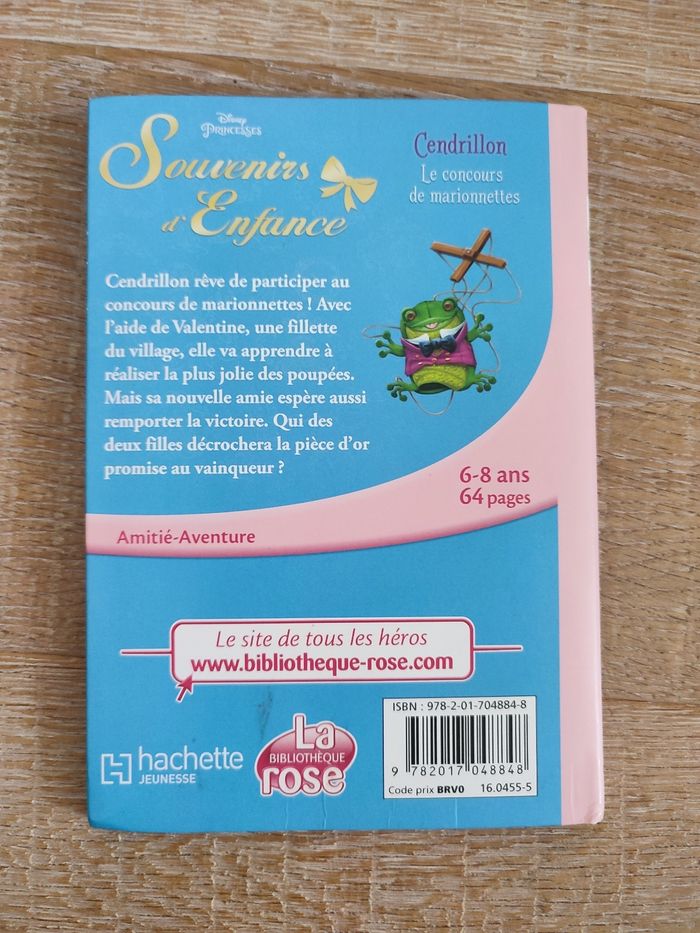 Disney
PRINCESSES
Souvenirs
d'Enfance
Cendrillon
Le concours
de marionnettes
Cendrillon rêve de participer au
concours de marionnettes ! Avec
l'aide de Valentine, une fillette
du village, elle va apprendre à
réaliser la plus jolie des poupées.
Mais sa nouvelle amie espère aussi
remporter la victoire. Qui des
deux filles décrochera la pièce d'or
promise au vainqueur ?
6-8 ans
64 pages
Amitié-Aventure
Le site de tous les héros
www.bibliotheque-rose.com
hachette
JEUNESSE
La
BIBLIOTHÈQUE
rose
ISBN : 978-2-01-704884-8
9 782017 048848
Code prix BRV0 16.0455-5